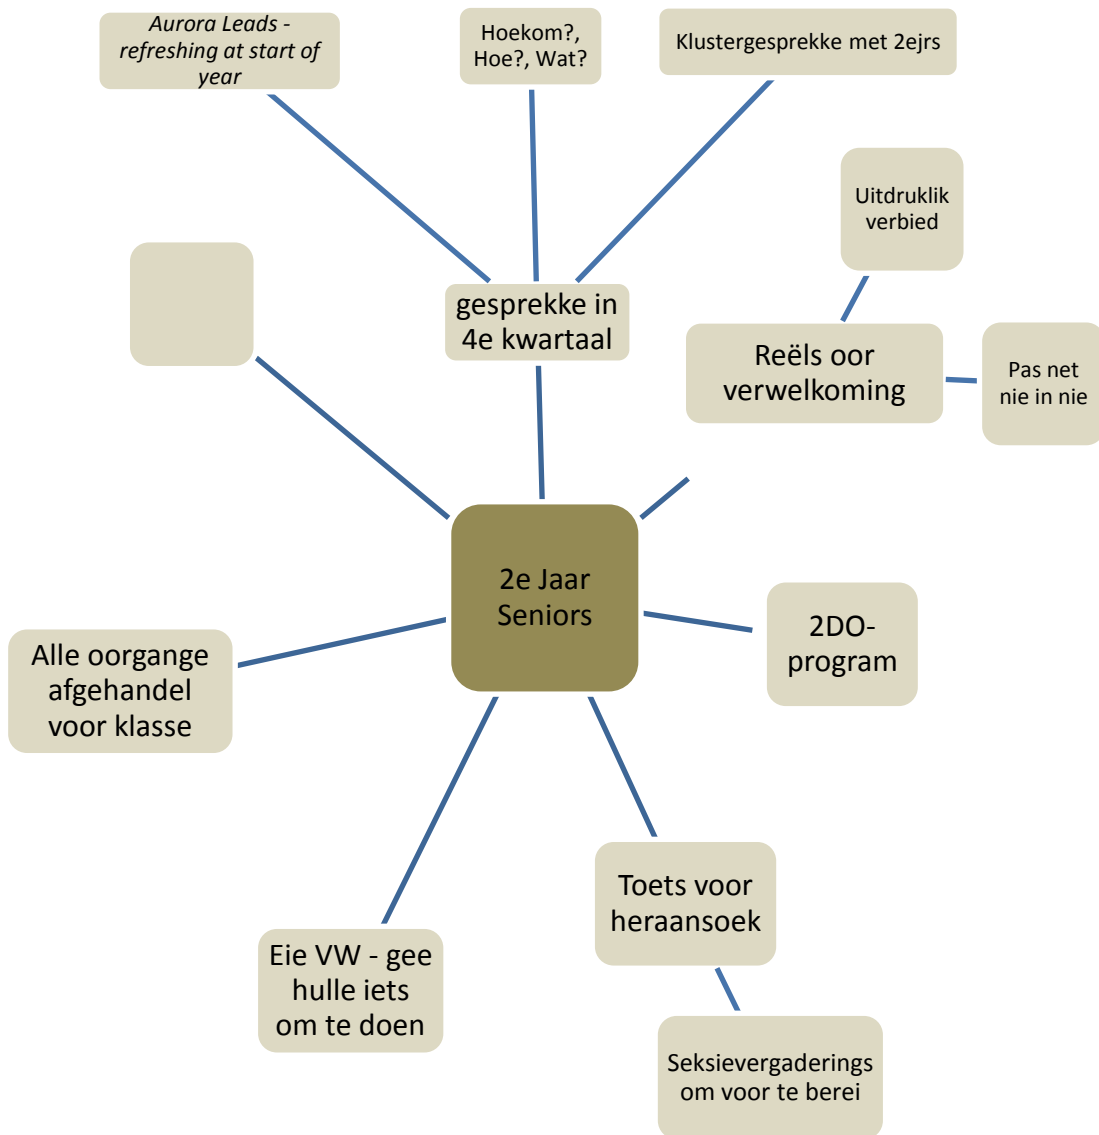 Aurora Leads -
refreshing at start of
year
Hoekom?,
Hoe?, Wat?
Klustergesprekke met 2ejrs
Uitdruklik
verbied
gesprekke in
4e kwartaal
Reëls oor
verwelkoming
Pas net
nie in nie
2e Jaar
Seniors
2DO-
program
Alle oorgange
afgehandel
voor klasse
Toets voor
heraansoek
Eie VW - gee
hulle iets
om te doen
Seksievergaderings
om voor te berei